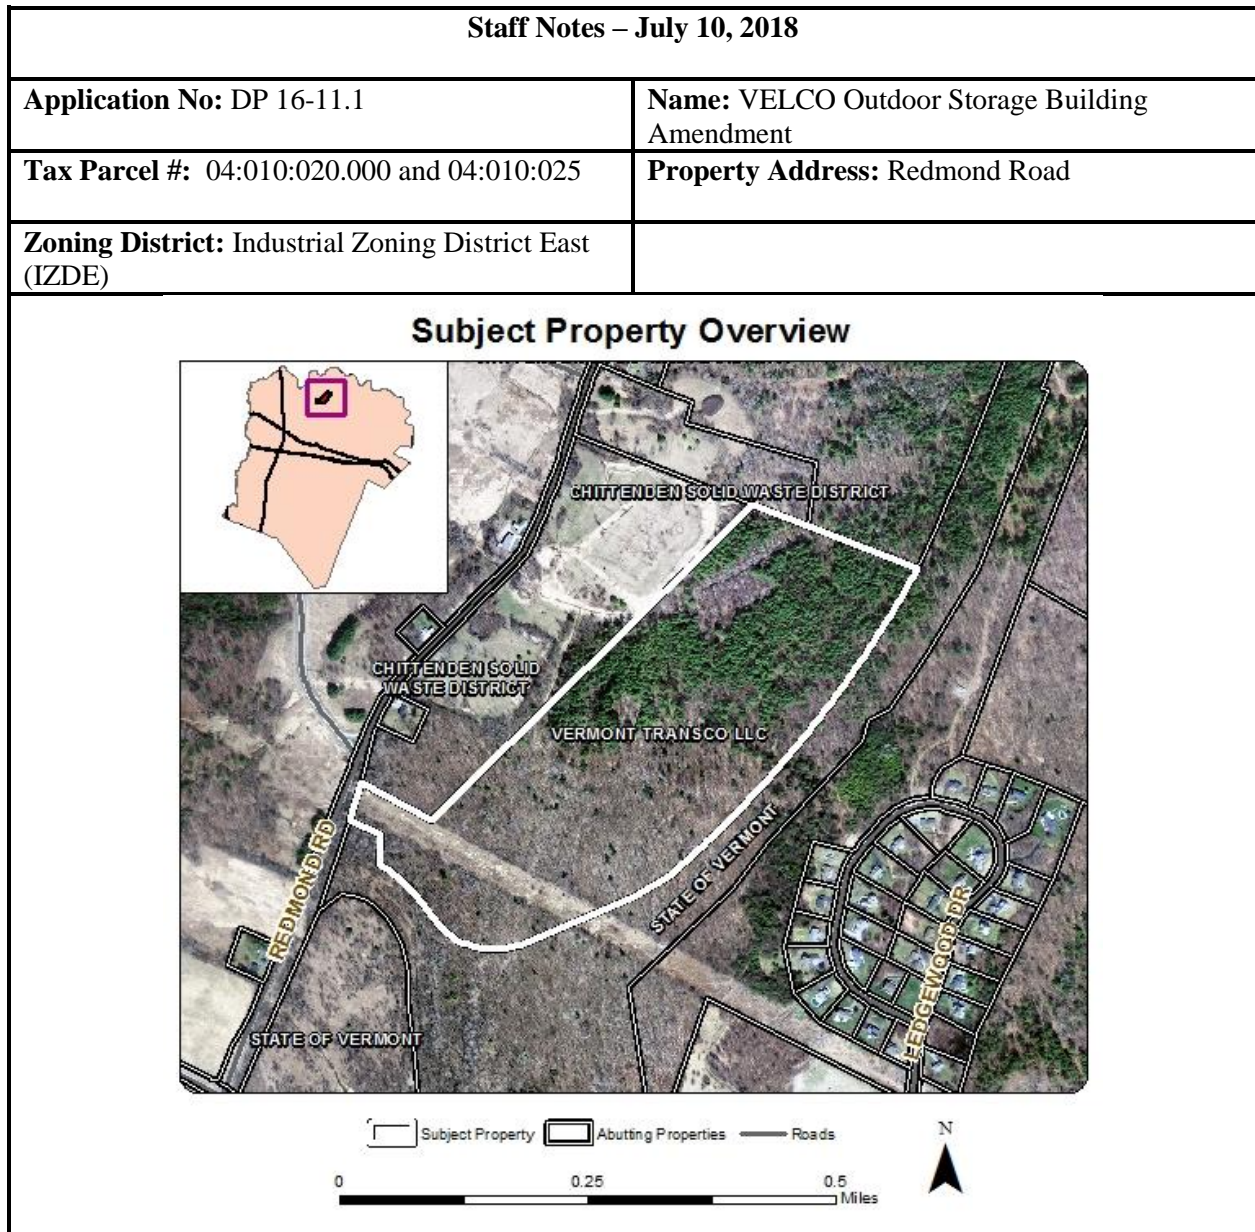 Staff Notes – July 10, 2018
Application No: DP 16-11.1
Name: VELCO Outdoor Storage Building
Amendment
Tax Parcel #: 04:010:020.000 and 04:010:025
Property Address: Redmond Road
Zoning District: Industrial Zoning District East
(IZDE)
Subject Property Overview
CHITTENDEN SOLID WASTE DISTRICT
CHITTENDEN SOLID
WASTE DISTRICT
VERMONT TRANSCO LLC
REDMOND RD
STATE OF VERMONT
EDGEWOOD DR
STATE OF VERMONT
Subject Property
Abutting Properties
Roads
N
0
0.25
0.5
Miles